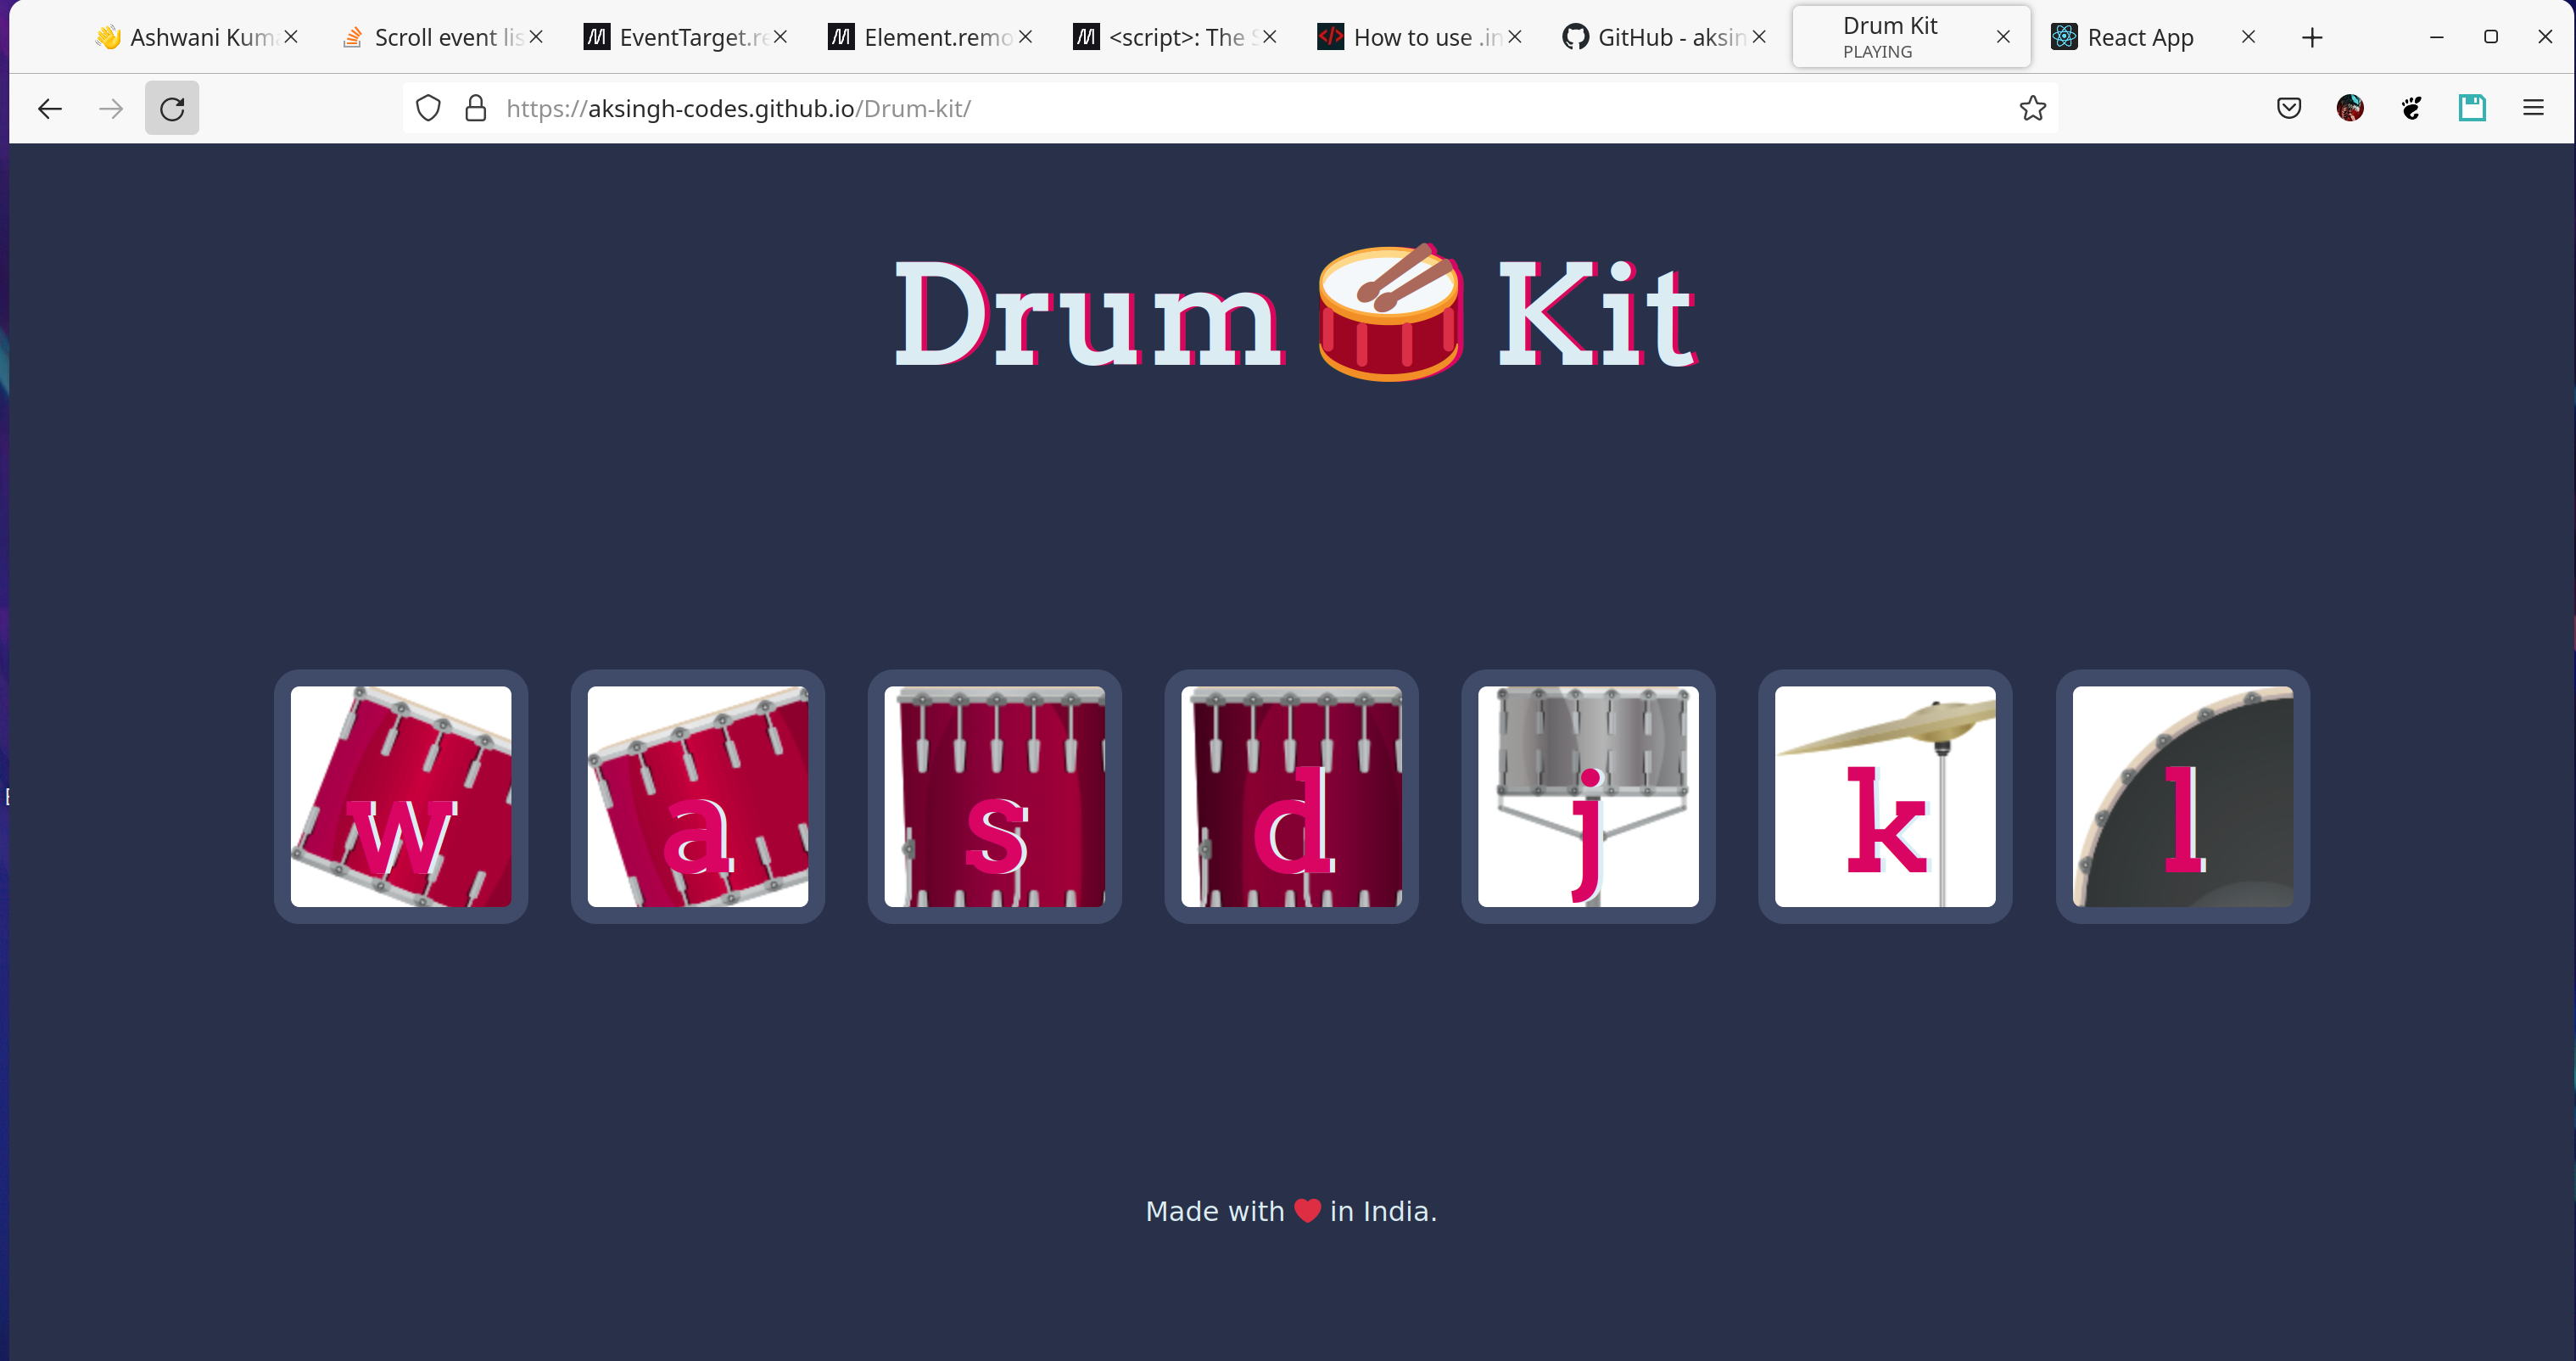 Ashwani Kum
Scroll event lis
EventTarget.re
Element.remo
<script>: The S
How to use .in
GitHub - aksin
Drum Kit
PLAYING
React App
https://aksingh-codes.github.io/Drum-kit/
Drum 🥁 Kit
w a s d j k l
Made with ❤️ in India.